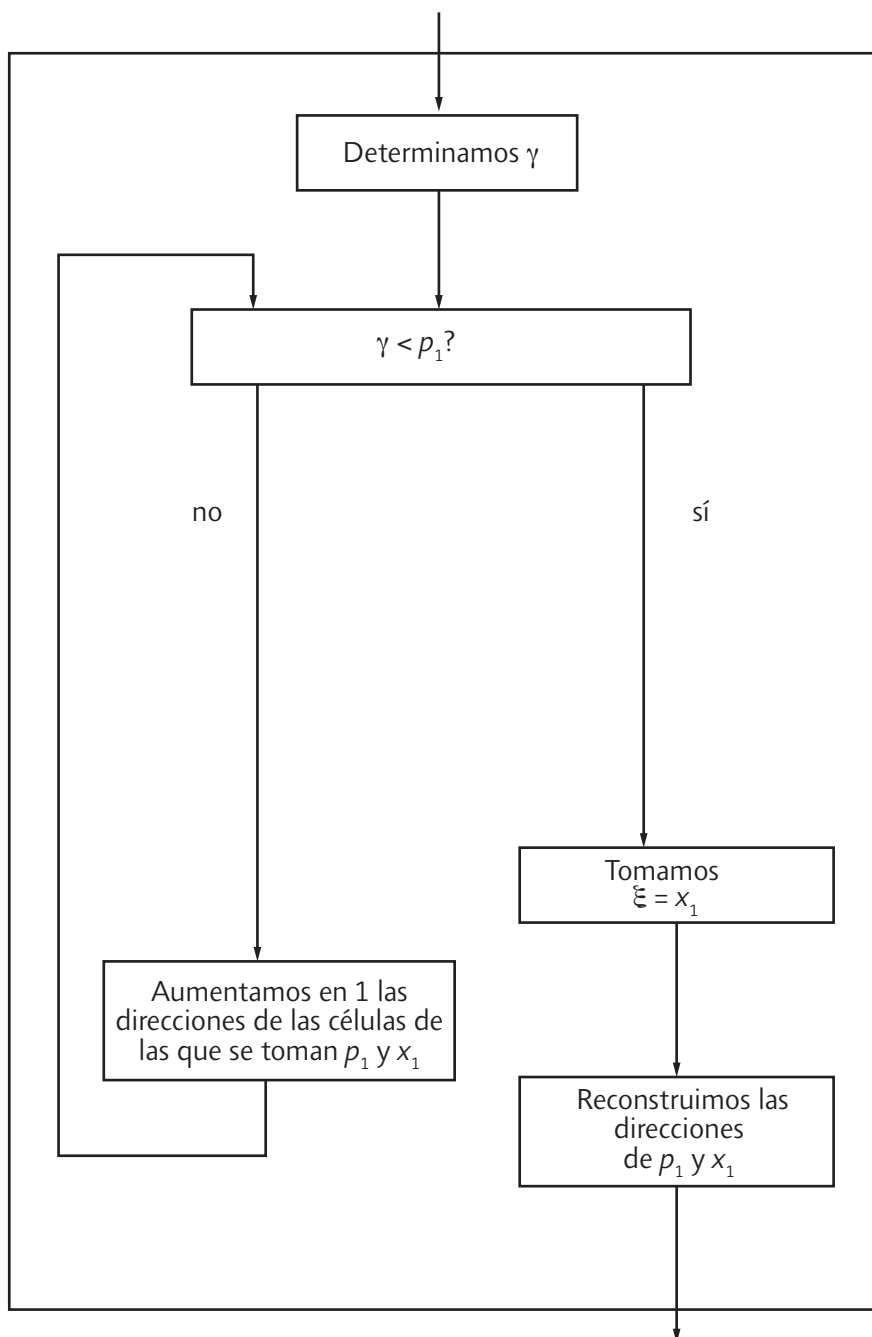 Determinamos γ
γ < p₁?
no
sí
Tomamos
ξ = x₁
Aumentamos en 1 las
direcciones de las células de
las que se toman p₁ y x₁
Reconstruimos las
direcciones
de p₁ y x₁